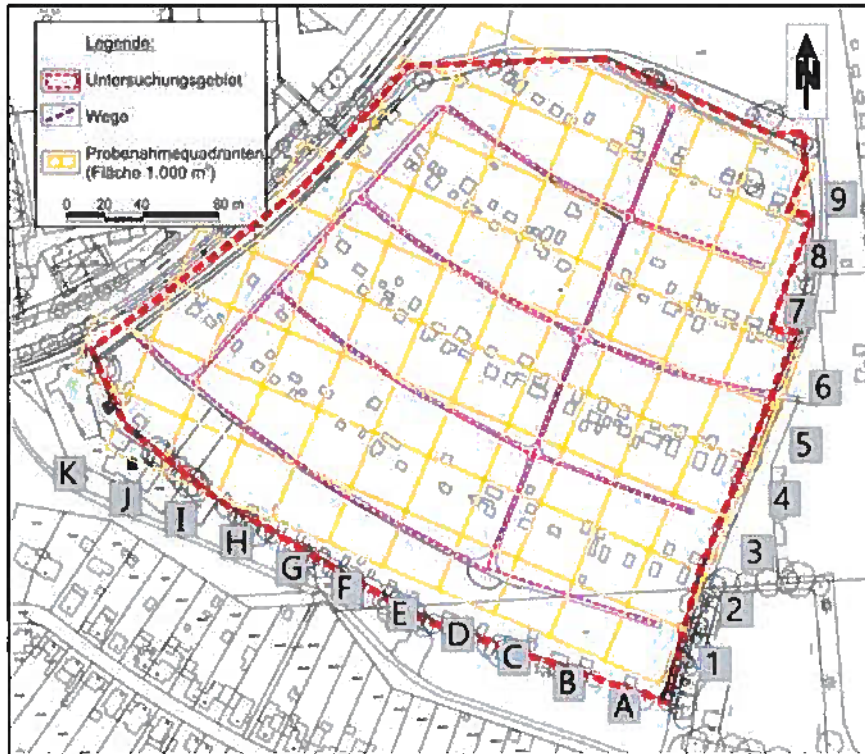 Legende:
Untersuchungsgebiet
Wege
Probenahmequadranten
(Fläche 1.000 m²)
0 20 40 80 m
N
9
8
7
6
5
4
3
2
1
K
J
I
H
G
F
E
D
C
B
A